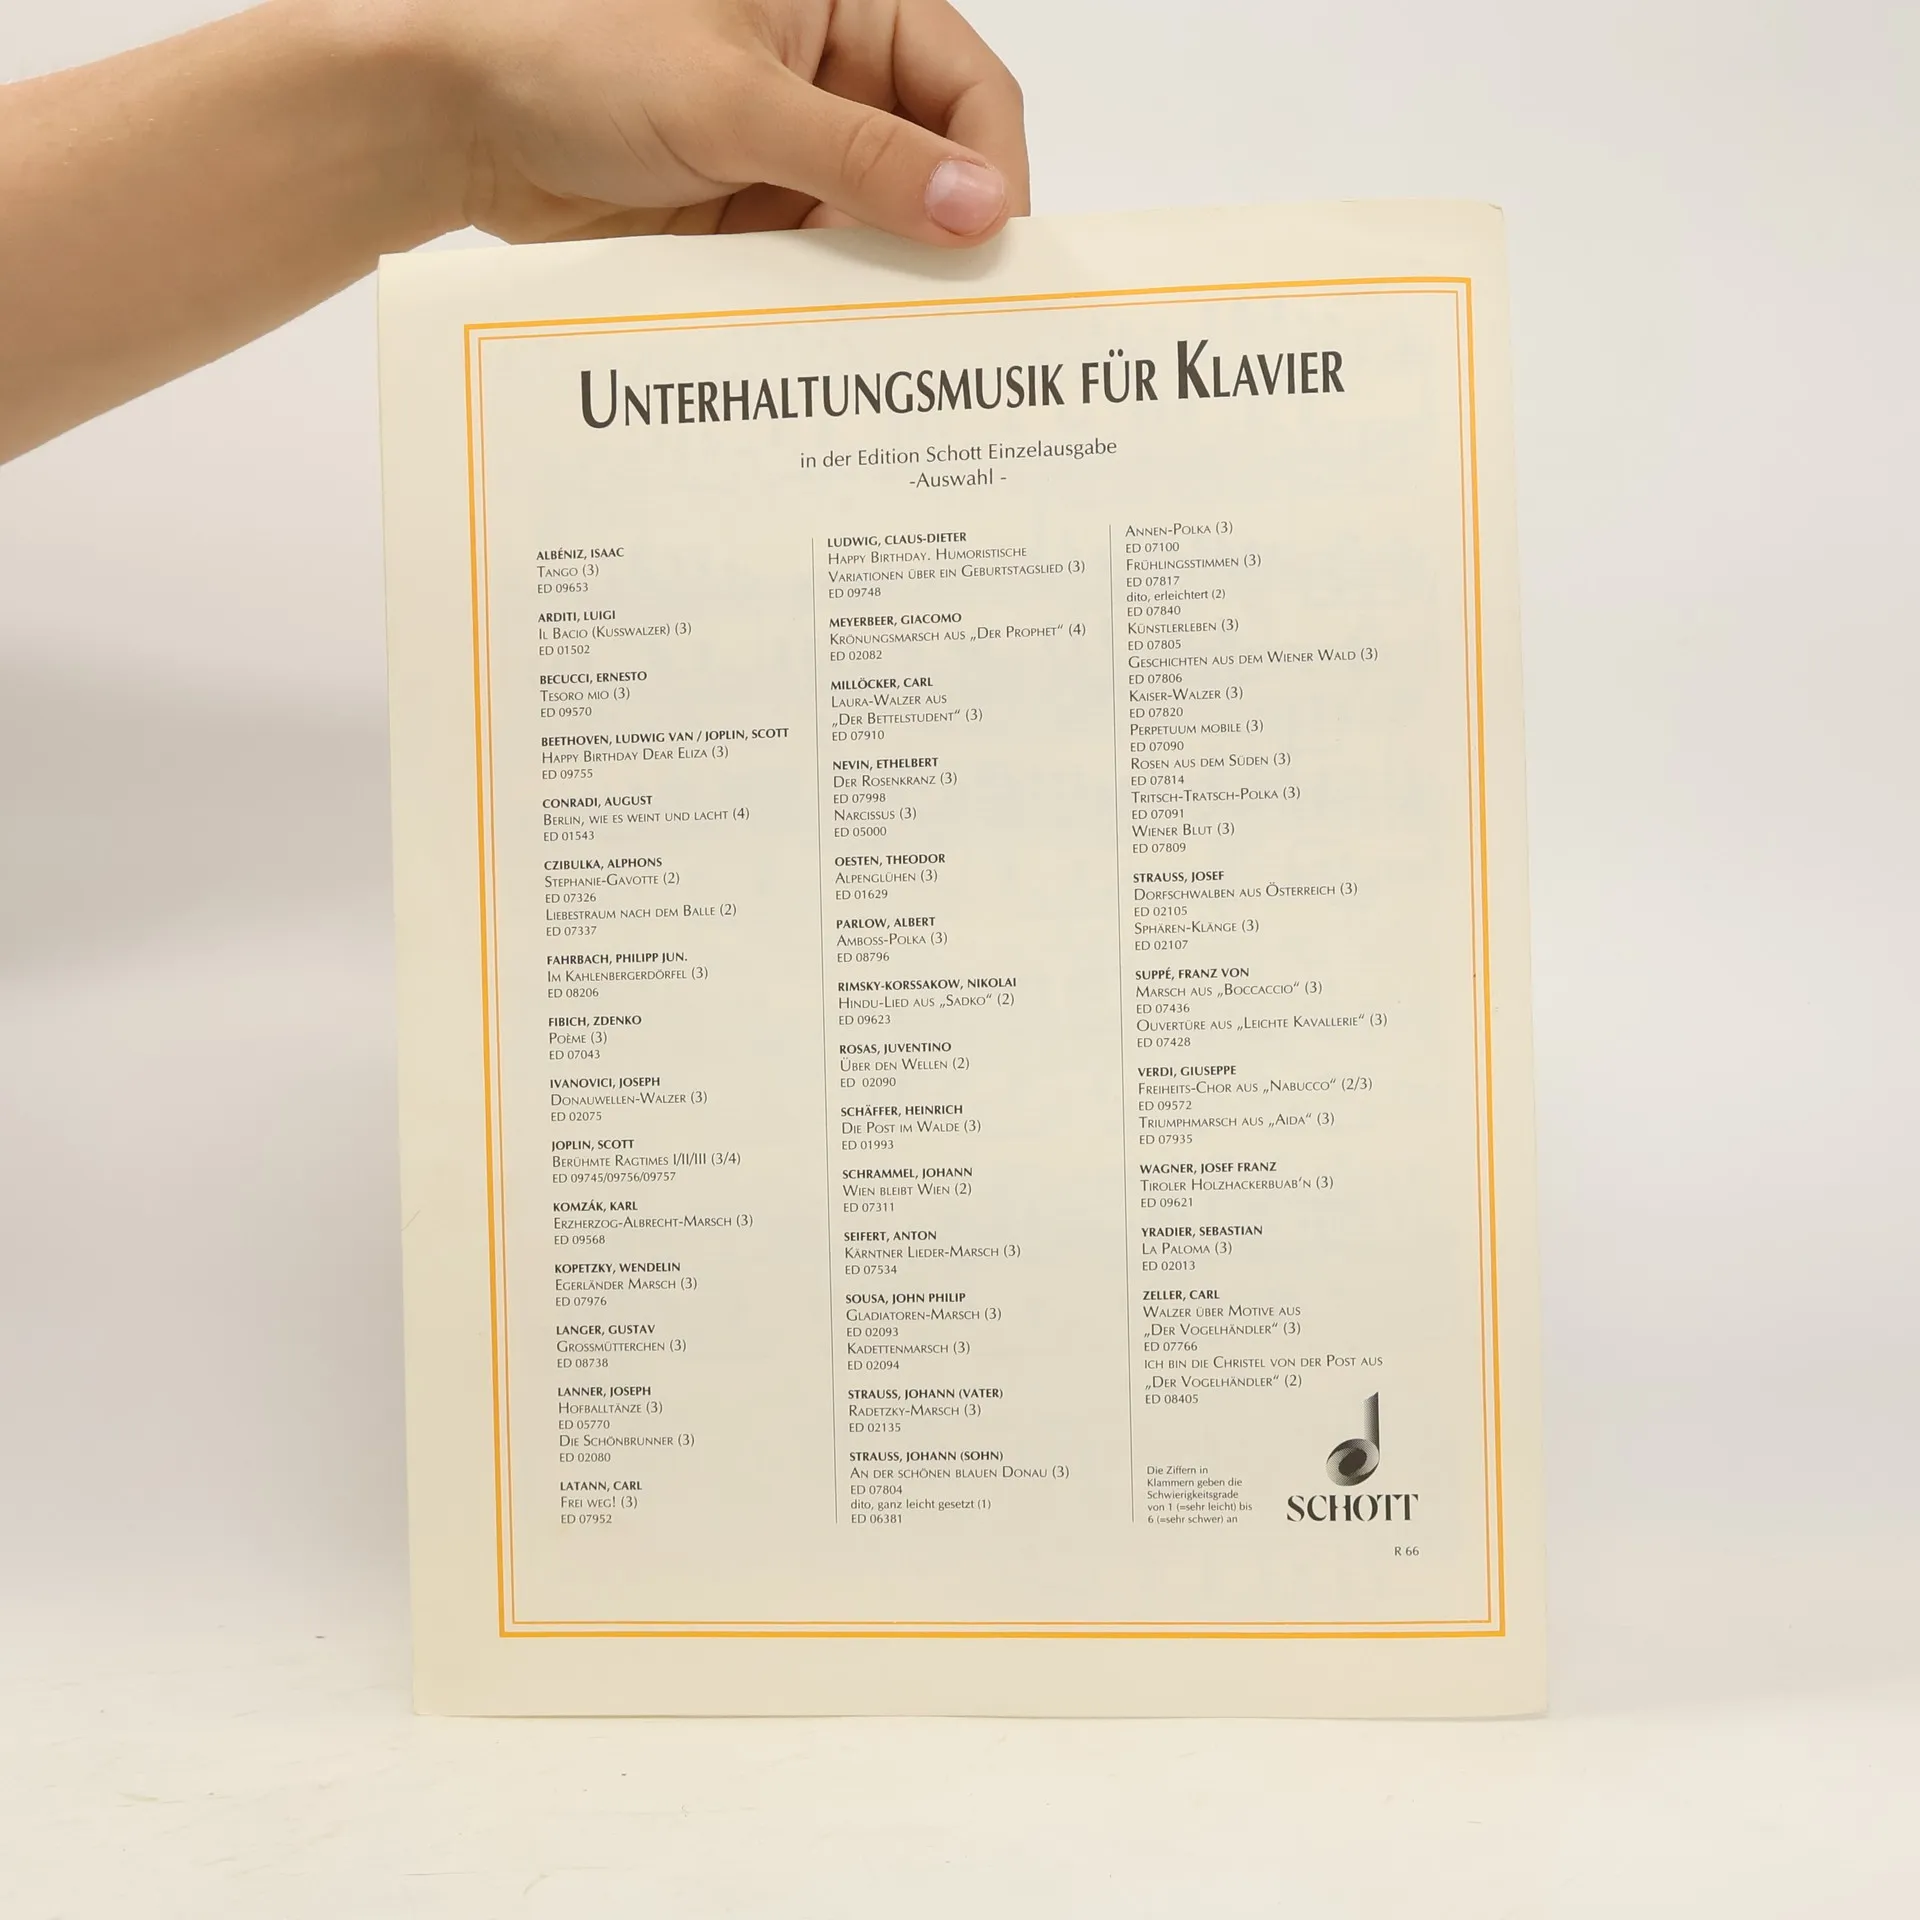 UNTERHALTUNGSMUSIK FÜR KLAVIER
in der Edition Schott Einzelausgabe
-Auswahl -
ALBÉNIZ, ISAAC
TANGO (3)
ED 09653
ARDITI, LUIGI
IL BACIO (KUSSWALZER) (3)
ED 01502
BECUCCI, ERNESTO
TESORO MIO (3)
ED 09570
BEETHOVEN, LUDWIG VAN / JOPLIN, SCOTT
HAPPY BIRTHDAY DEAR ELIZA (3)
ED 09755
CONRADI, AUGUST
BERLIN, WIE ES WEINT UND LACHT (4)
ED 01543
CZIBULKA, ALPHONS
STEPHANIE-GAVOTTE (2)
ED 07326
LIEBESTRAUM NACH DEM BALLE (2)
ED 07337
FAHRBACH, PHILIPP JUN.
IM KAHLENBERGERDÖRFEL (3)
ED 08206
FIBICH, ZDENKO
POÈME (3)
ED 07043
IVANOVICI, JOSEPH
DONAUWELLEN-WALZER (3)
ED 02075
JOPLIN, SCOTT
BERÜHMTE RAGTIMES I/II/III (3/4)
ED 09745/09756/09757
KOMZÁK, KARL
ERZHERZOG-ALBRECHT-MARSCH (3)
ED 09568
KOPETZKY, WENDELIN
EGERLÄNDER MARSCH (3)
ED 07976
LANGER, GUSTAV
GROSSMÜTTERCHEN (3)
ED 08738
LANNER, JOSEPH
HOFBALLTÄNZE (3)
ED 05770
DIE SCHÖNBRUNNER (3)
ED 02080
LATANN, CARL
FREI WEG! (3)
ED 07952
LUDWIG, CLAUS-DIETER
HAPPY BIRTHDAY. HUMORISTISCHE
VARIATIONEN ÜBER EIN GEBURTSTAGSLIED (3)
ED 09748
MEYERBEER, GIACOMO
KRÖNUNGSMARSCH AUS „DER PROPHET“ (4)
ED 02082
MILLÖCKER, CARL
LAURA-WALZER AUS
„DER BETTELSTUDENT“ (3)
ED 07910
NEVIN, ETHELBERT
DER ROSENKRANZ (3)
ED 07998
NARCISSUS (3)
ED 05000
OESTEN, THEODOR
ALPENGLÜHEN (3)
ED 01629
PARLOW, ALBERT
AMBOSS-POLKA (3)
ED 08796
RIMSKY-KORSSAKOW, NIKOLAI
HINDU-LIED AUS „SADKO“ (2)
ED 09623
ROSAS, JUVENTINO
ÜBER DEN WELLEN (2)
ED 02090
SCHÄFFER, HEINRICH
DIE POST IM WALDE (3)
ED 01993
SCHRAMMEL, JOHANN
WIEN BLEIBT WIEN (2)
ED 07311
SEIFERT, ANTON
KÄRNTNER LIEDER-MARSCH (3)
ED 07534
SOUSA, JOHN PHILIP
GLADIATOREN-MARSCH (3)
ED 02093
KADETTENMARSCH (3)
ED 02094
STRAUSS, JOHANN (VATER)
RADETZKY-MARSCH (3)
ED 02135
STRAUSS, JOHANN (SOHN)
AN DER SCHÖNEN BLAUEN DONAU (3)
ED 07804
dito, ganz leicht gesetzt (1)
ED 06381
ANNEN-POLKA (3)
ED 07100
FRÜHLINGSSTIMMEN (3)
ED 07817
dito, erleichtert (2)
ED 07840
KÜNSTLERLEBEN (3)
ED 07805
GESCHICHTEN AUS DEM WIENER WALD (3)
ED 07806
KAISER-WALZER (3)
ED 07820
PERPETUUM MOBILE (3)
ED 07090
ROSEN AUS DEM SÜDEN (3)
ED 07814
TRITSCH-TRATSCH-POLKA (3)
ED 07091
WIENER BLUT (3)
ED 07809
STRAUSS, JOSEF
DORFSCHWALBEN AUS ÖSTERREICH (3)
ED 02105
SPHÄREN-KLÄNGE (3)
ED 02107
SUPPÉ, FRANZ VON
MARSCH AUS „BOCCACCIO“ (3)
ED 07436
OUVERTÜRE AUS „LEICHTE KAVALLERIE“ (3)
ED 07428
VERDI, GIUSEPPE
FREIHEITS-CHOR AUS „NABUCCO“ (2/3)
ED 09572
TRIUMPHMARSCH AUS „AIDA“ (3)
ED 07935
WAGNER, JOSEF FRANZ
TIROLER HOLZHACKERBUAB'N (3)
ED 09621
YRADIER, SEBASTIAN
LA PALOMA (3)
ED 02013
ZELLER, CARL
WALZER ÜBER MOTIVE AUS
„DER VOGELHÄNDLER“ (3)
ED 07766
ICH BIN DIE CHRISTEL VON DER POST AUS
„DER VOGELHÄNDLER“ (2)
ED 08405
Die Ziffern in
Klammern geben die
Schwierigkeitsgrade
von 1 (=sehr leicht) bis
6 (=sehr schwer) an
SCHOTT
R 66